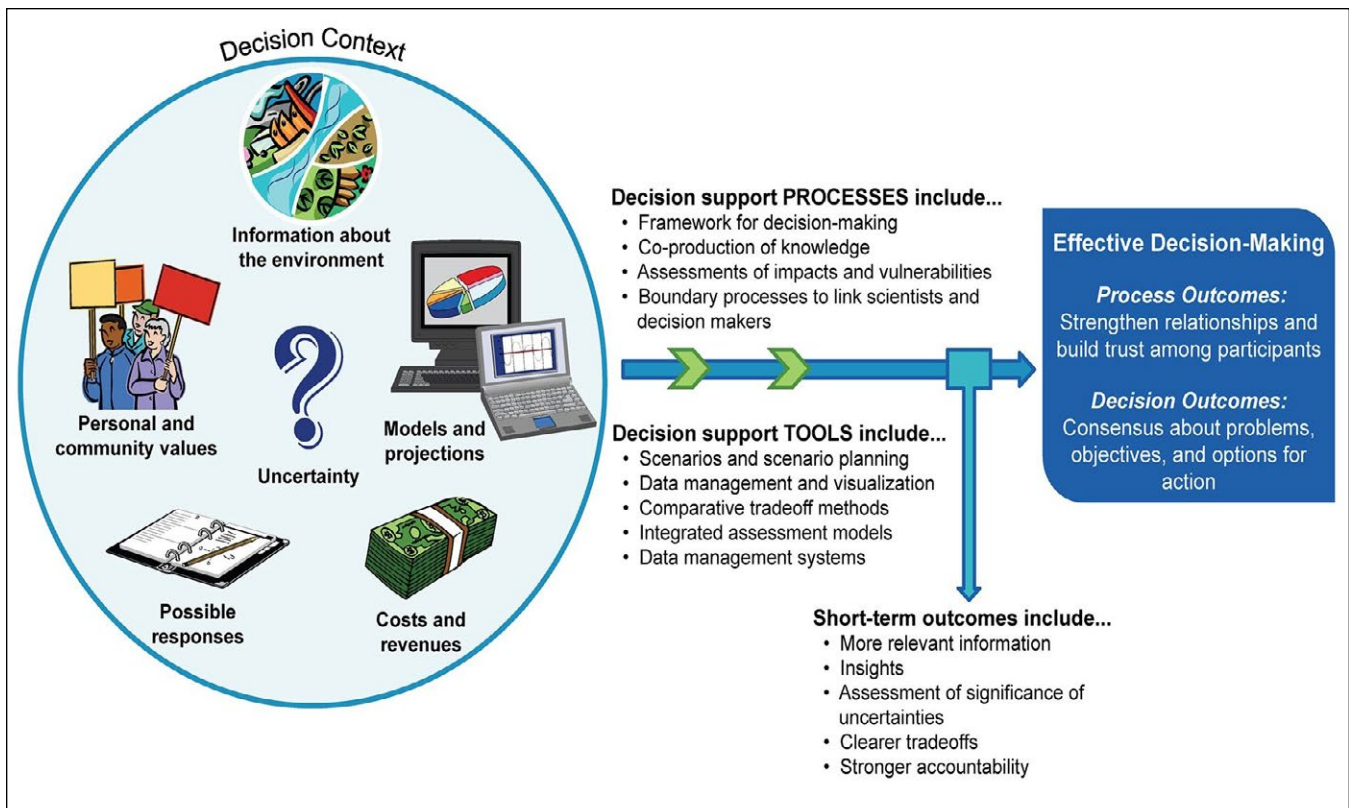 Decision Context
Information about
the environment
Personal and
community values
Uncertainty
Models and
projections
Possible
responses
Costs and
revenues
Decision support PROCESSES include...
• Framework for decision-making
• Co-production of knowledge
• Assessments of impacts and vulnerabilities
• Boundary processes to link scientists and
decision makers
Decision support TOOLS include...
• Scenarios and scenario planning
• Data management and visualization
• Comparative tradeoff methods
• Integrated assessment models
• Data management systems
Short-term outcomes include...
• More relevant information
• Insights
• Assessment of significance of
uncertainties
• Clearer tradeoffs
• Stronger accountability
Effective Decision-Making
Process Outcomes:
Strengthen relationships and
build trust among participants
Decision Outcomes:
Consensus about problems,
objectives, and options for
action